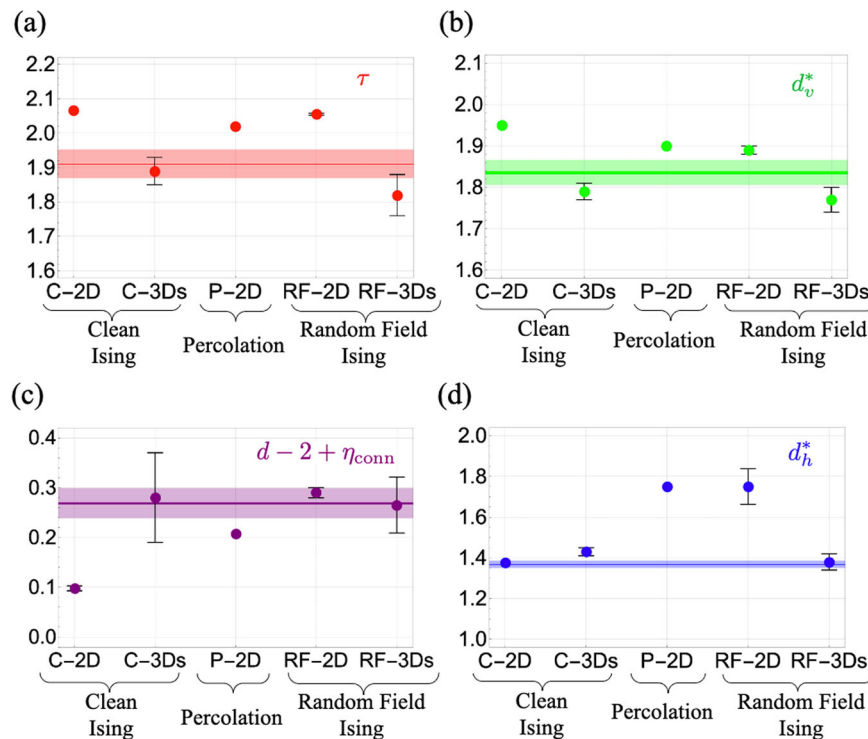 (a)
τ
2.2
2.1
2.0
1.9
1.8
1.7
1.6
C-2D C-3Ds P-2D RF-2D RF-3Ds
Clean Ising
Percolation
Random Field Ising
(b)
d*v
2.1
2.0
1.9
1.8
1.7
1.6
C-2D C-3Ds P-2D RF-2D RF-3Ds
Clean Ising
Percolation
Random Field Ising
(c)
d − 2 + ηconn
0.4
0.3
0.2
0.1
0.0
C-2D C-3Ds P-2D RF-2D RF-3Ds
Clean Ising
Percolation
Random Field Ising
(d)
d*h
2.0
1.8
1.6
1.4
1.2
1.0
C-2D C-3Ds P-2D RF-2D RF-3Ds
Clean Ising
Percolation
Random Field Ising